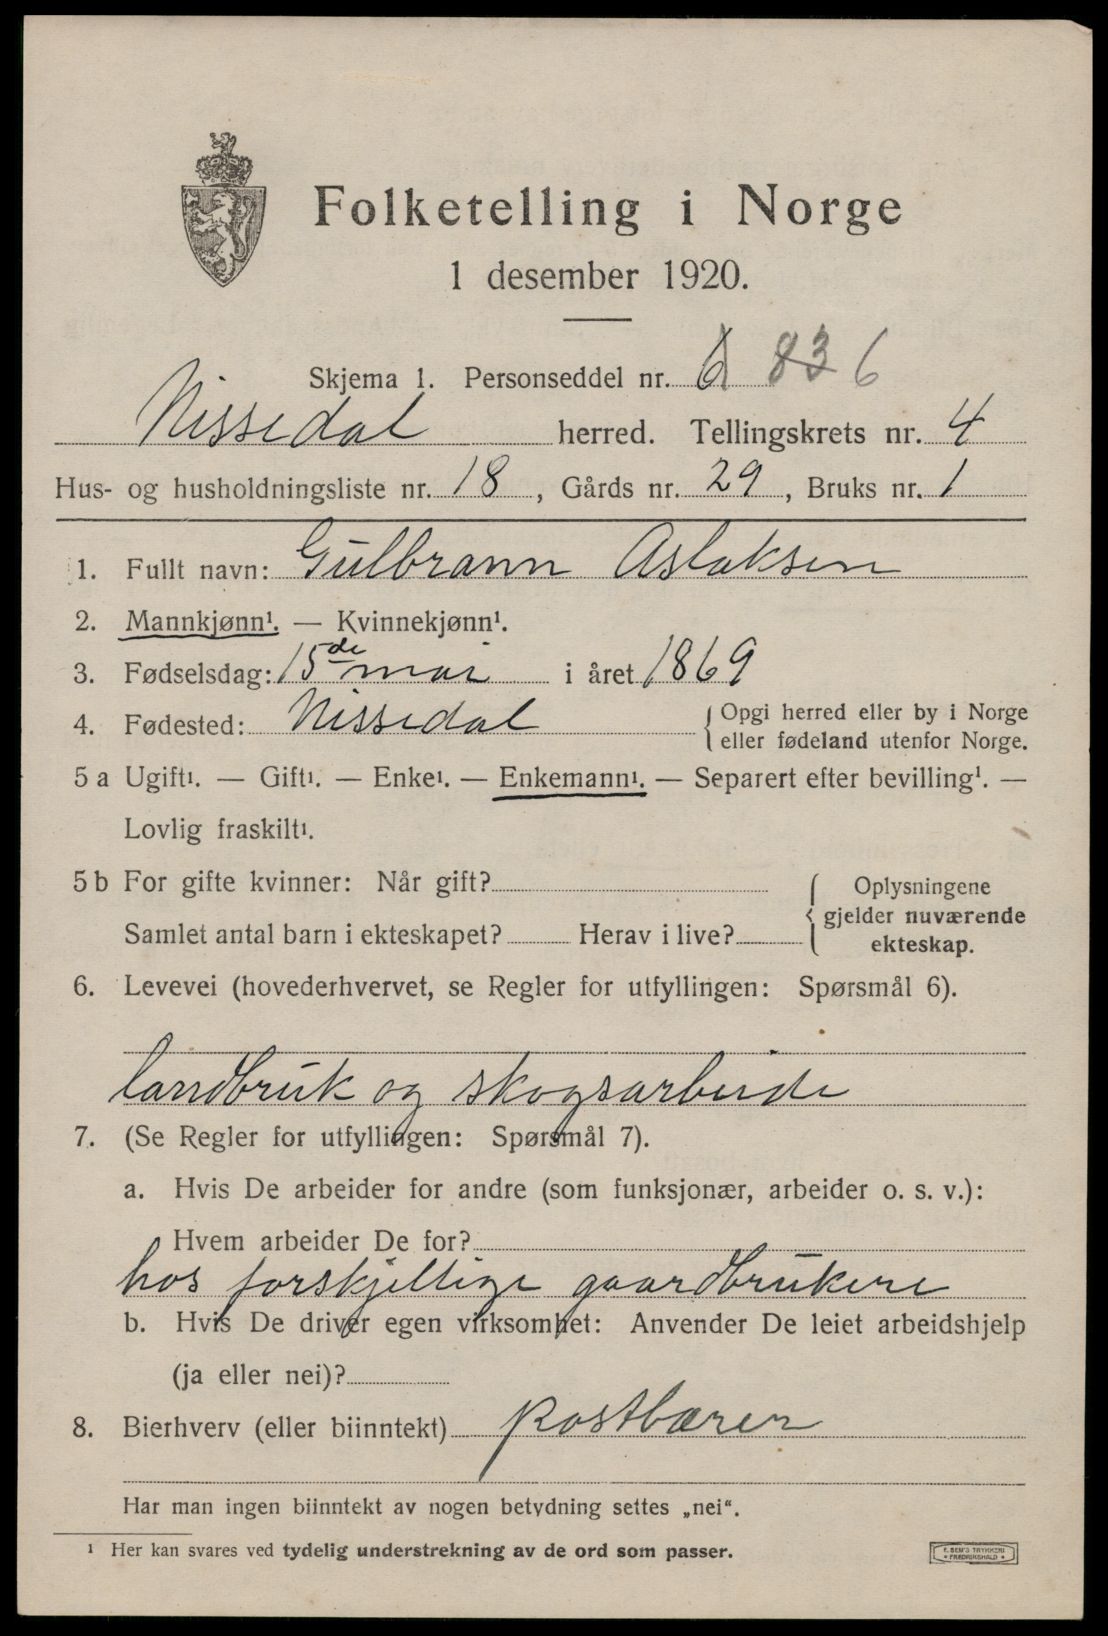 Folketelling i Norge
1 desember 1920.
Skjema 1. Personseddel nr. 6 83 6
Nissedal herred. Tellingskrets nr. 4
Hus- og husholdningsliste nr. 18, Gårds nr. 29, Bruks nr. 1
1. Fullt navn: Gulbrann Aslaksen
2. Mannkjønn¹. — Kvinnekjønn¹.
3. Fødselsdag: 15de mai i året 1869
4. Fødested: Nissedal { Opgi herred eller by i Norge
eller fødeland utenfor Norge.
5 a Ugift¹. — Gift¹. — Enke¹. — Enkemann¹. — Separert efter bevilling¹. —
Lovlig fraskilt¹.
5 b For gifte kvinner: Når gift? { Oplysningene
gjelder nuværende
Samlet antal barn i ekteskapet? Herav i live?
ekteskap.
6. Levevei (hovederhvervet, se Regler for utfyllingen: Spørsmål 6).
landbruk og skogsarbeide
7. (Se Regler for utfyllingen: Spørsmål 7).
a. Hvis De arbeider for andre (som funksjonær, arbeider o. s. v.):
Hvem arbeider De for?
hos forskjellige gaardbrukere
b. Hvis De driver egen virksomhet: Anvender De leiet arbeidshjelp
(ja eller nei)?
8. Bierhverv (eller biinntekt) postbærer
Har man ingen biinntekt av nogen betydning settes „nei“.
¹ Her kan svares ved tydelig understrekning av de ord som passer.
E. SEM'S TRYKKERI
• FREDRIKSHALD •